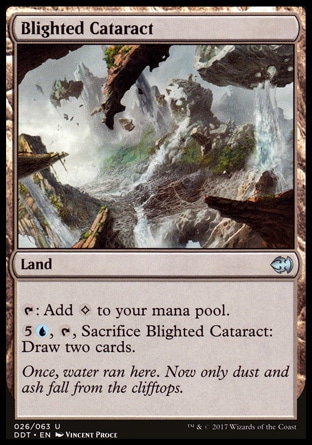 Blighted Cataract
Land
: Add to your mana pool.
5 , , Sacrifice Blighted Cataract:
Draw two cards.
Once, water ran here. Now only dust and
ash fall from the clifftops.
026/063 U
DDT • EN Vincent Proce
™ & © 2017 Wizards of the Coast